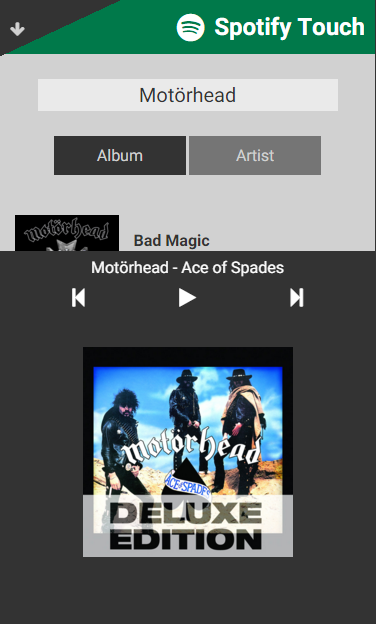 Spotify Touch
Motörhead
Album
Artist
motörhead
Bad Magic
Motörhead - Ace of Spades
motörhead
ACE OF SPADES
DELUXE
EDITION